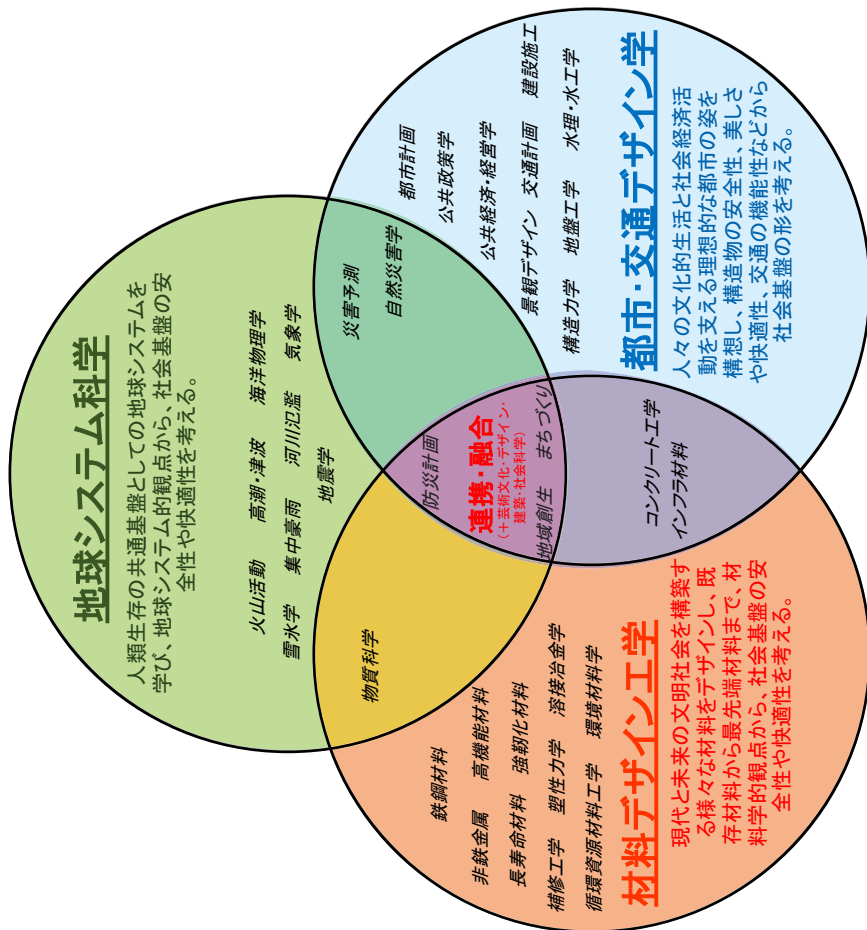 地球システム科学
人類生存の共通基盤としての地球システムを
学び、地球システム的観点から、社会基盤の安
全性や快適性を考える。
火山活動 高潮・津波 海洋物理学
雪氷学 集中豪雨 河川氾濫 気象学
地震学
物質科学
災害予測
自然災害学
防災計画
連携・融合
(＋芸術文化・デザイン・
建築・社会科学)
地域創生 まちづくり
鉄鋼材料
非鉄金属 高機能材料
長寿命材料 強靱化材料
補修工学 塑性力学 溶接冶金学
循環資源材料工学 環境材料学
材料デザイン工学
現代と未来の文明社会を構築す
る様々な材料をデザインし、既
存材料から最先端材料まで、材
料学的観点から、社会基盤の安
全性や快適性を考える。
コンクリート工学
インフラ材料
都市計画
公共政策学
公共経済・経営学
景観デザイン 交通計画 建設施工
構造力学 地盤工学 水理・水工学
都市・交通デザイン学
人々の文化的生活と社会経済活
動を支える理想的な都市の姿を
構想し、構造物の安全性、美しさ
や快適性、交通の機能性などから
社会基盤の形を考える。